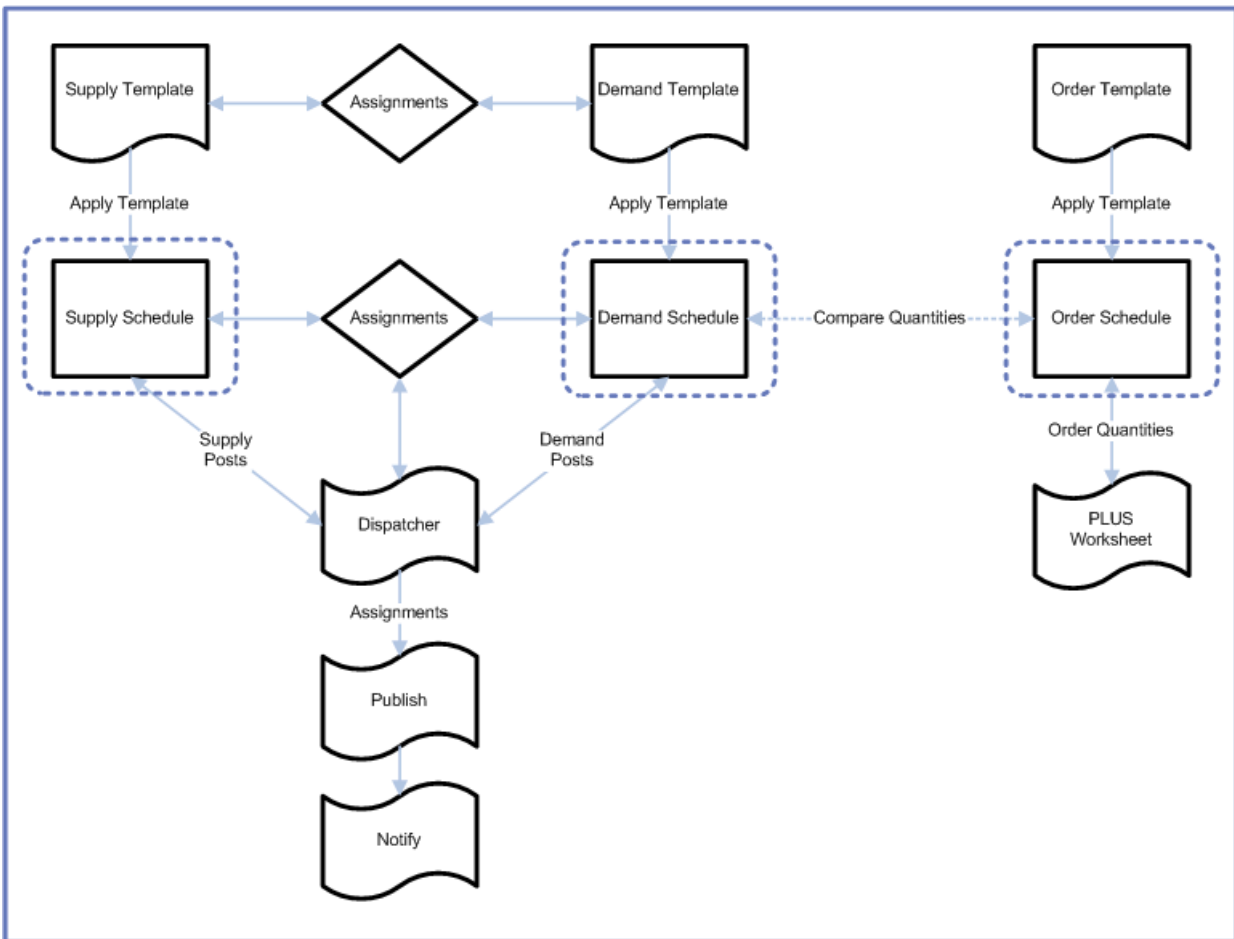 Supply Template
Assignments
Demand Template
Order Template
Apply Template
Apply Template
Apply Template
Supply Schedule
Assignments
Demand Schedule
Compare Quantities
Order Schedule
Supply
Posts
Demand
Posts
Order Quantities
Dispatcher
PLUS
Worksheet
Assignments
Publish
Notify